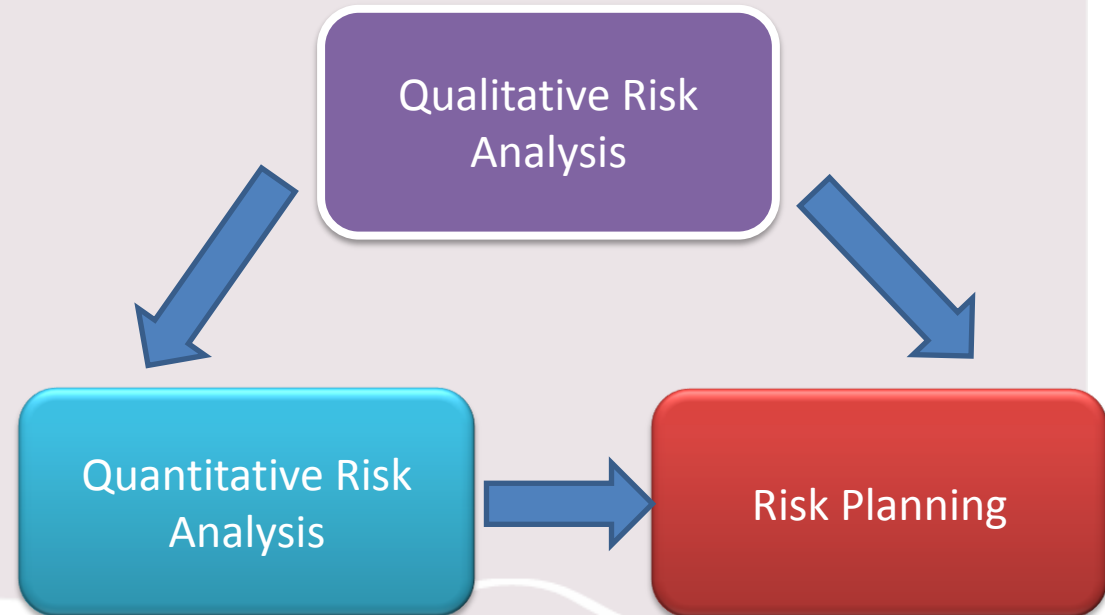 Qualitative Risk
Analysis
Quantitative Risk
Analysis
Risk Planning